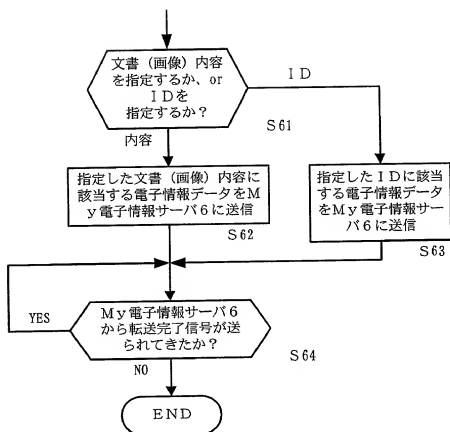 文書（画像）内容
を指定するか、or
ＩＤを
指定するか？
ＩＤ
S61
内容
指定した文書（画像）内容に
該当する電子情報データをＭ
ｙ電子情報サーバ６に送信
S62
指定したＩＤに該当
する電子情報データ
をＭｙ電子情報サー
バ６に送信
S63
YES
Ｍｙ電子情報サーバ６
から転送完了信号が送
られてきたか？
S64
NO
ＥＮＤ